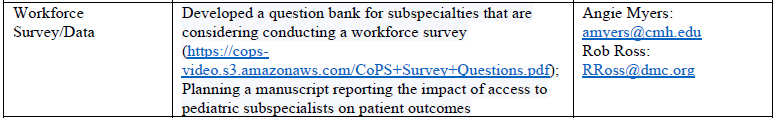 Workforce
Survey/Data
Developed a question bank for subspecialties that are
considering conducting a workforce survey
(https://cops-
video.s3.amazonaws.com/CoPS+Survey+Questions.pdf);
Planning a manuscript reporting the impact of access to
pediatric subspecialists on patient outcomes
Angie Myers:
amyers@cmh.edu
Rob Ross:
RRoss@dmc.org